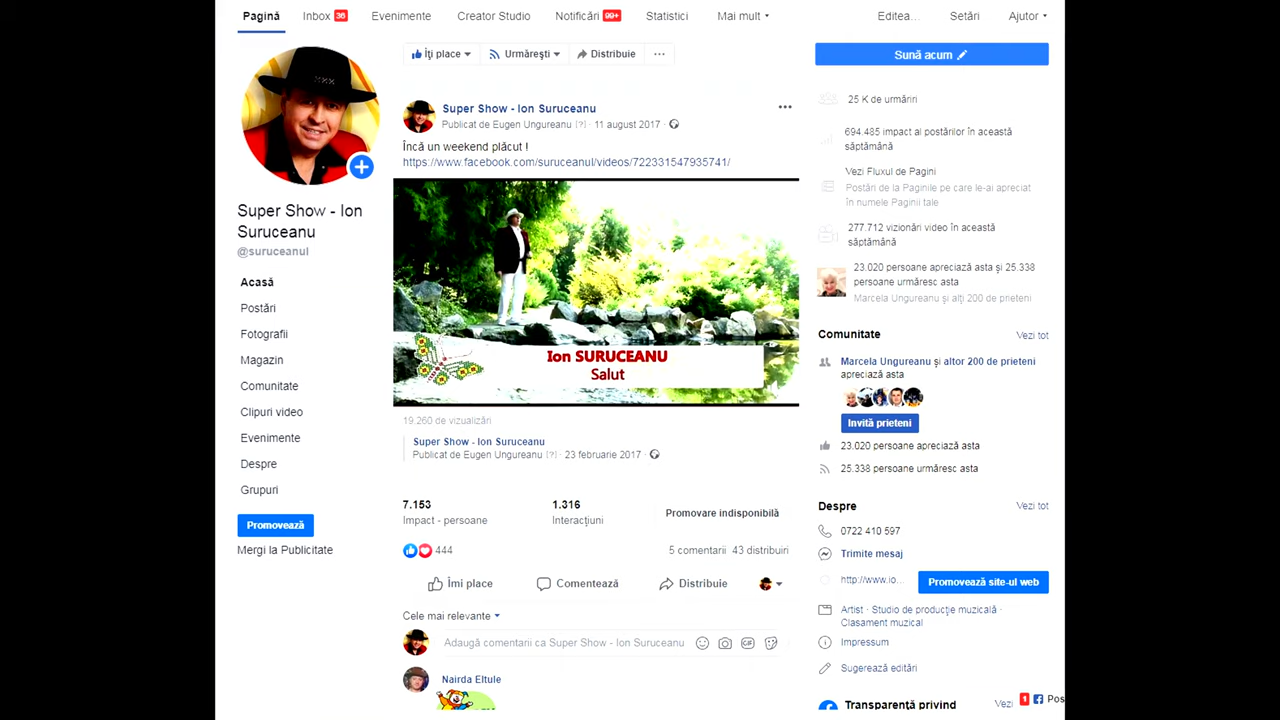 Pagină Inbox 36 Evenimente Creator Studio Notificări 99+ Statistici Mai mult Editea... Setări Ajutor
Super Show - Ion
Suruceanu
@suruceanul
Acasă
Postări
Fotografii
Magazin
Comunitate
Clipuri video
Evenimente
Despre
Grupuri
Promovează
Mergi la Publicitate
Îți place Urmărești Distribuie ...
Super Show - Ion Suruceanu
Publicat de Eugen Ungureanu [?] · 11 august 2017 ·
Încă un weekend plăcut !
https://www.facebook.com/suruceanul/videos/722331547935741/
Ion SURUCEANU
Salut
19.260 de vizualizări
Super Show - Ion Suruceanu
Publicat de Eugen Ungureanu [?] · 23 februarie 2017 ·
7.153 1.316
Impact - persoane Interacțiuni
Promovare indisponibilă
444 5 comentarii 43 distribuiri
Îmi place Comentează Distribuie
Cele mai relevante
Adaugă comentarii ca Super Show - Ion Suruceanu GIF
Nairda Eltule
Sună acum
25 K de urmăriri
694.485 impact al postărilor în această
săptămână
Vezi Fluxul de Pagini
Postări de la Paginile pe care le-ai apreciat
în numele Paginii tale
277.712 vizionări video în această
săptămână
23.020 persoane apreciază asta și 25.338
persoane urmăresc asta
Marcela Ungureanu și alți 200 de prieteni
Comunitate Vezi tot
Marcela Ungureanu și altor 200 de prieteni
apreciază asta
Invită prieteni
23.020 persoane apreciază asta
25.338 persoane urmăresc asta
Despre Vezi tot
0722 410 597
Trimite mesaj
http://www.io... Promovează site-ul web
Artist · Studio de producție muzicală ·
Clasament muzical
Impressum
Sugerează editări
Transparență privind Vezi 1 Pos